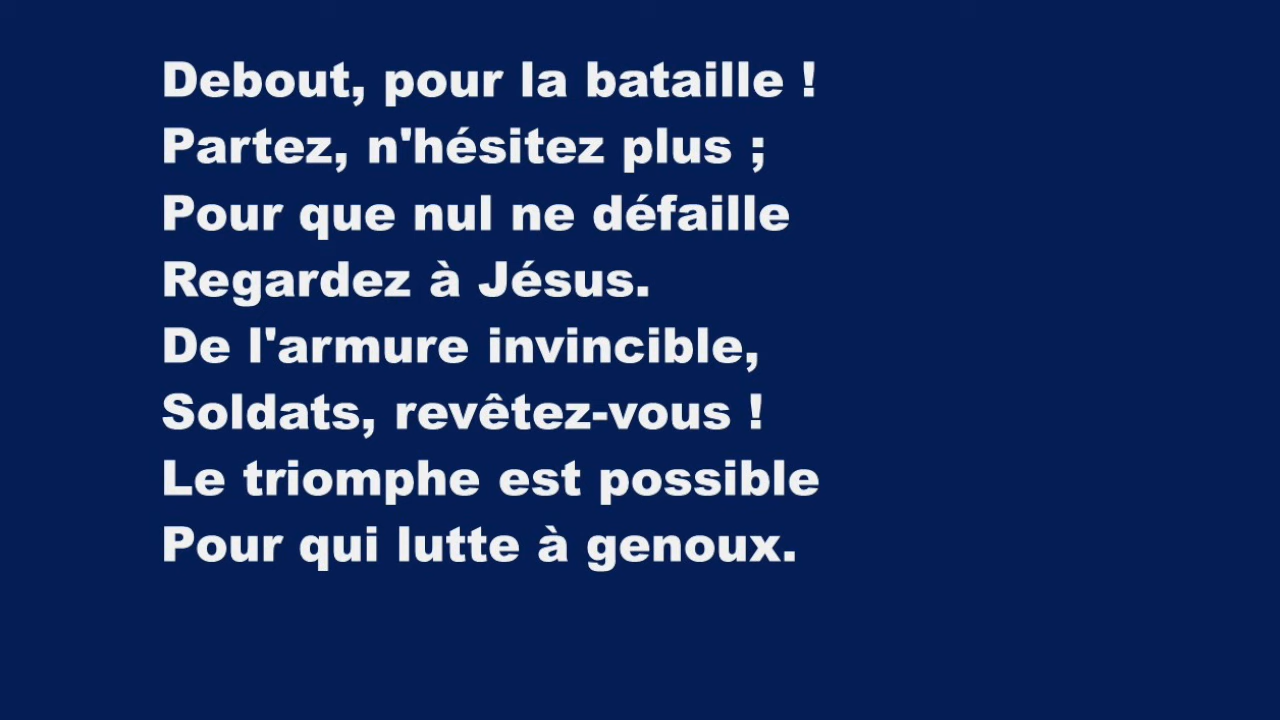 Debout, pour la bataille !
Partez, n'hésitez plus ;
Pour que nul ne défaille
Regardez à Jésus.
De l'armure invincible,
Soldats, revêtez-vous !
Le triomphe est possible
Pour qui lutte à genoux.